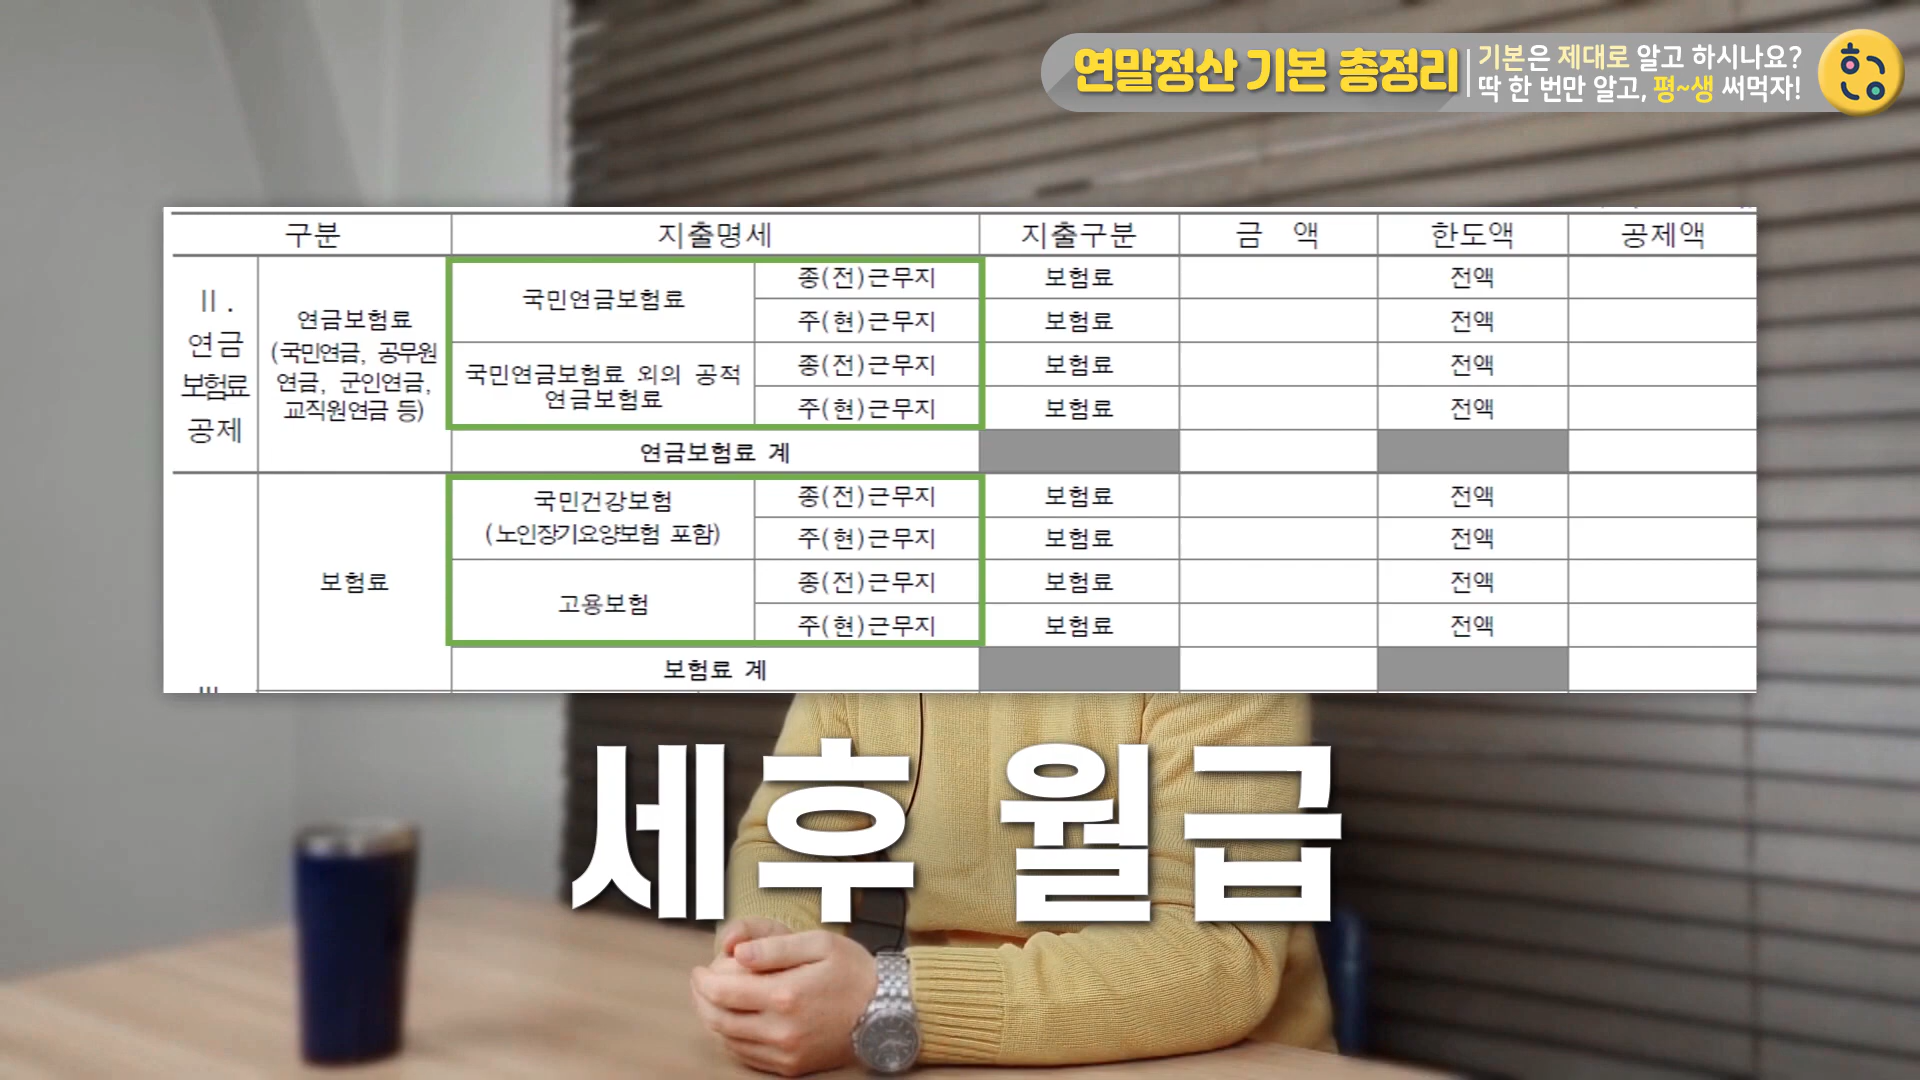 연말정산 기본 총정리
기본은 제대로 알고 하시나요?
딱 한 번만 알고, 평~생 써먹자!
구분 지출명세 지출구분 금 액 한도액 공제액
Ⅱ.
연금
보험료
공제
연금보험료
(국민연금, 공무원
연금, 군인연금,
교직원연금 등)
국민연금보험료
종(전)근무지 보험료 전액
주(현)근무지 보험료 전액
국민연금보험료 외의 공적
연금보험료
종(전)근무지 보험료 전액
주(현)근무지 보험료 전액
연금보험료 계
보험료
국민건강보험
(노인장기요양보험 포함)
종(전)근무지 보험료 전액
주(현)근무지 보험료 전액
고용보험
종(전)근무지 보험료 전액
주(현)근무지 보험료 전액
보험료 계
세후 월급